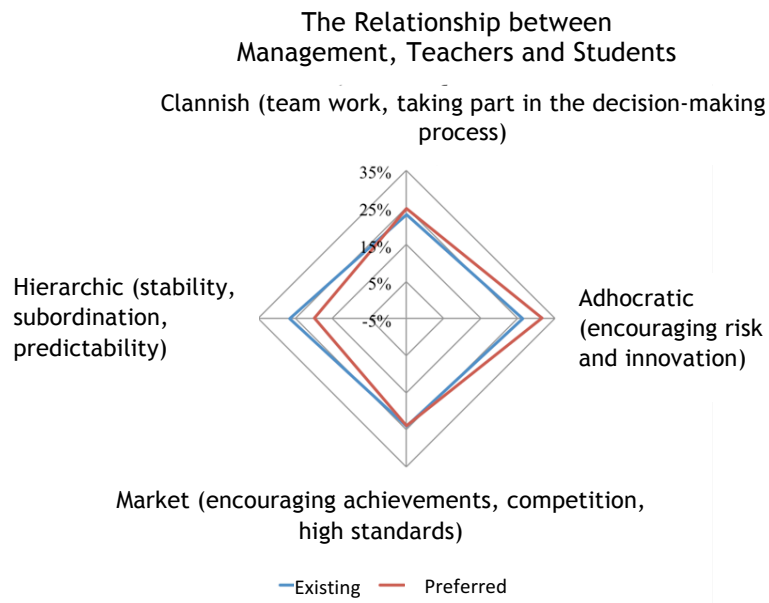 The Relationship between
Management, Teachers and Students
Clannish (team work, taking part in the decision-making
process)
35%
25%
15%
5%
-5%
Hierarchic (stability,
subordination,
predictability)
Adhocratic
(encouraging risk
and innovation)
Market (encouraging achievements, competition,
high standards)
Existing Preferred